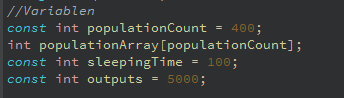 //Variablen
const int populationCount = 400;
int populationArray[populationCount];
const int sleepingTime = 100;
const int outputs = 5000;